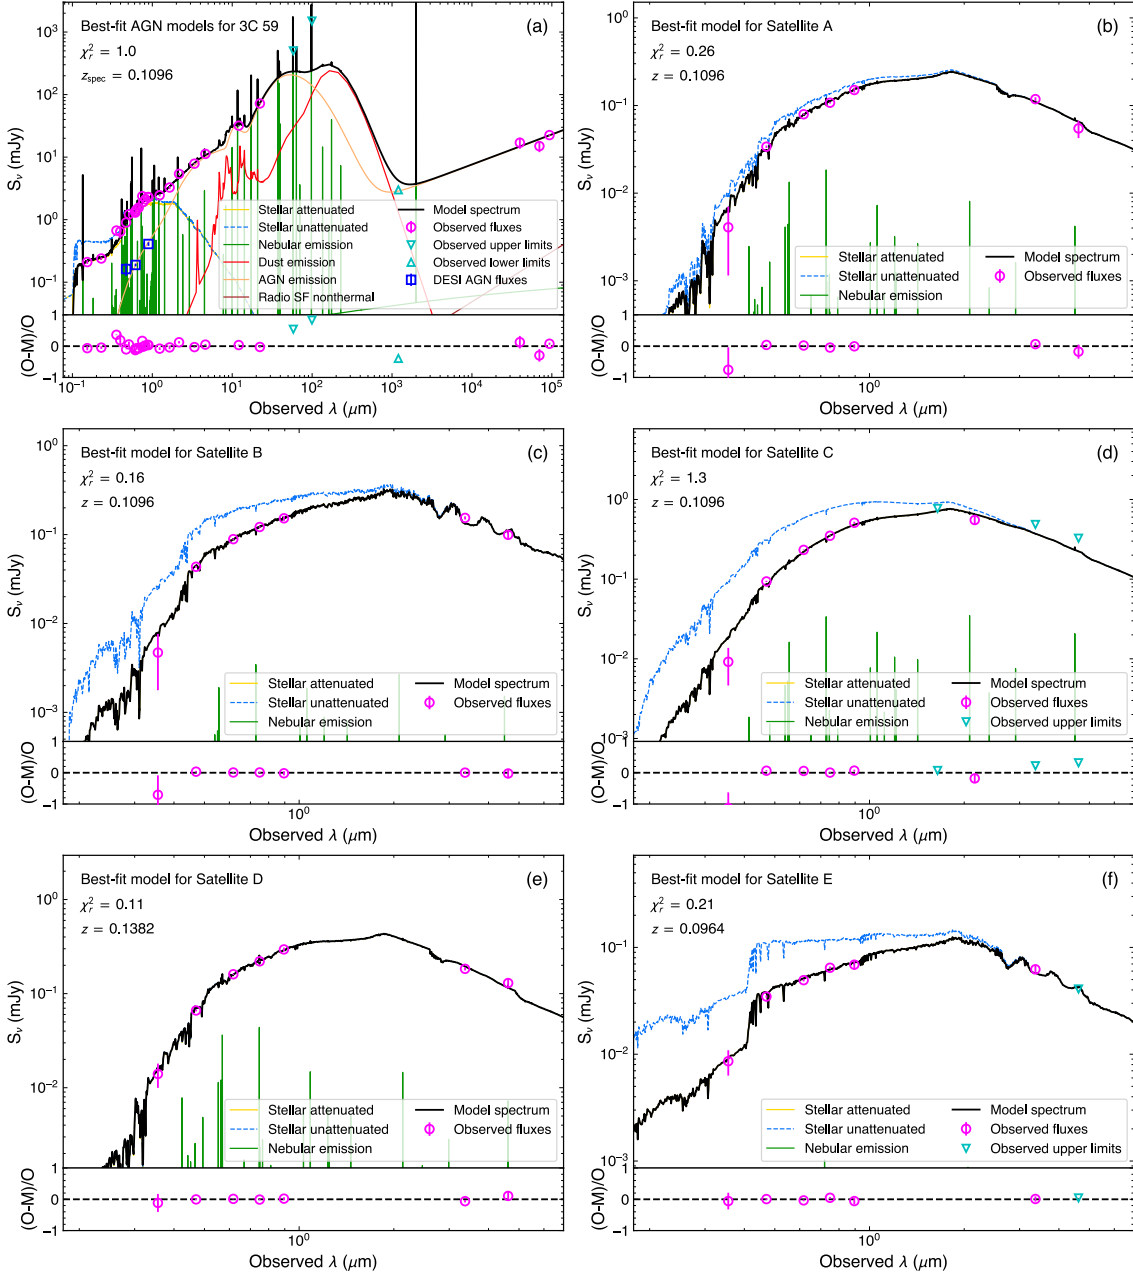 Best-fit AGN models for 3C 59
(a)
χ²ᵣ = 1.0
z_spec = 0.1096
S_ν (mJy)
10³
10²
10¹
10⁰
10⁻¹
Stellar attenuated
Stellar unattenuated
Nebular emission
Dust emission
AGN emission
Radio SF nonthermal
Model spectrum
Observed fluxes
Observed upper limits
Observed lower limits
DESI AGN fluxes
(O-M)/O
1
0
−1
10⁻¹ 10⁰ 10¹ 10² 10³ 10⁴ 10⁵
Observed λ (μm)
Best-fit model for Satellite A
(b)
χ²ᵣ = 0.26
z = 0.1096
S_ν (mJy)
10⁰
10⁻¹
10⁻²
10⁻³
Stellar attenuated
Stellar unattenuated
Nebular emission
Model spectrum
Observed fluxes
(O-M)/O
1
0
−1
10⁰
Observed λ (μm)
Best-fit model for Satellite B
(c)
χ²ᵣ = 0.16
z = 0.1096
S_ν (mJy)
10⁰
10⁻¹
10⁻²
10⁻³
Stellar attenuated
Stellar unattenuated
Nebular emission
Model spectrum
Observed fluxes
(O-M)/O
1
0
−1
10⁰
Observed λ (μm)
Best-fit model for Satellite C
(d)
χ²ᵣ = 1.3
z = 0.1096
S_ν (mJy)
10⁰
10⁻¹
10⁻²
10⁻³
Stellar attenuated
Stellar unattenuated
Nebular emission
Model spectrum
Observed fluxes
Observed upper limits
(O-M)/O
1
0
−1
10⁰
Observed λ (μm)
Best-fit model for Satellite D
(e)
χ²ᵣ = 0.11
z = 0.1382
S_ν (mJy)
10⁰
10⁻¹
10⁻²
Stellar attenuated
Stellar unattenuated
Nebular emission
Model spectrum
Observed fluxes
(O-M)/O
1
0
−1
10⁰
Observed λ (μm)
Best-fit model for Satellite E
(f)
χ²ᵣ = 0.21
z = 0.0964
S_ν (mJy)
10⁻¹
10⁻²
10⁻³
Stellar attenuated
Stellar unattenuated
Nebular emission
Model spectrum
Observed fluxes
Observed upper limits
(O-M)/O
1
0
−1
10⁰
Observed λ (μm)